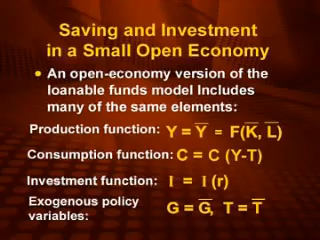 Saving and Investment
in a Small Open Economy
• An open-economy version of the
loanable funds model Includes
many of the same elements:
Production function: Y = Y̅ = F(K̅, L̅)
Consumption function: C = C (Y-T)
Investment function: I = I (r)
Exogenous policy
variables: G = G̅, T = T̅